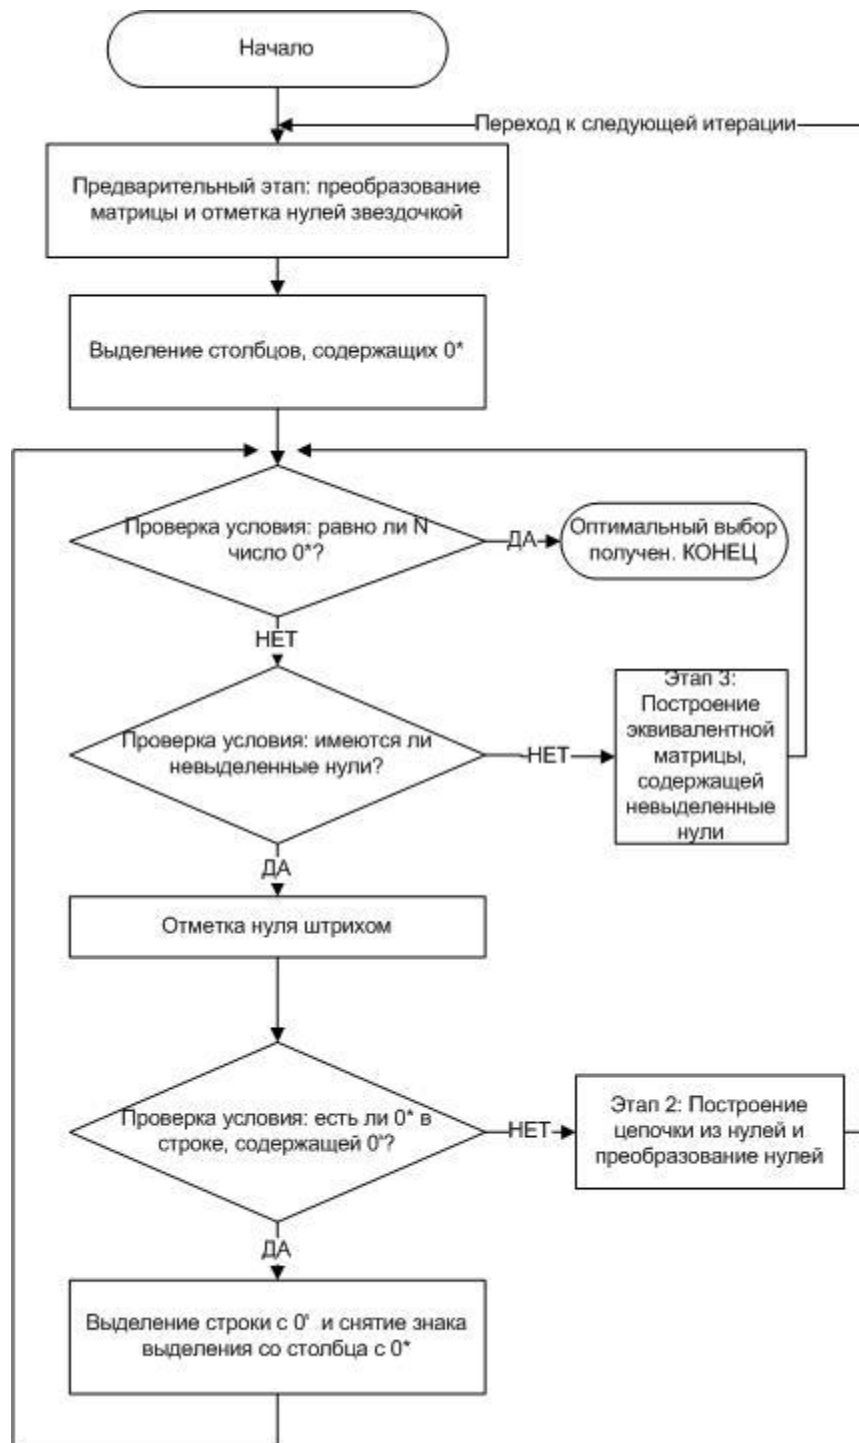 Начало
Переход к следующей итерации
Предварительный этап: преобразование
матрицы и отметка нулей звездочкой
Выделение столбцов, содержащих 0*
Проверка условия: равно ли N
число 0*?
ДА
Оптимальный выбор
получен. КОНЕЦ
НЕТ
Проверка условия: имеются ли
невыделенные нули?
НЕТ
Этап 3:
Построение
эквивалентной
матрицы,
содержащей
невыделенные
нули
ДА
Отметка нуля штрихом
Проверка условия: есть ли 0* в
строке, содержащей 0'?
НЕТ
Этап 2: Построение
цепочки из нулей и
преобразование нулей
ДА
Выделение строки с 0' и снятие знака
выделения со столбца с 0*